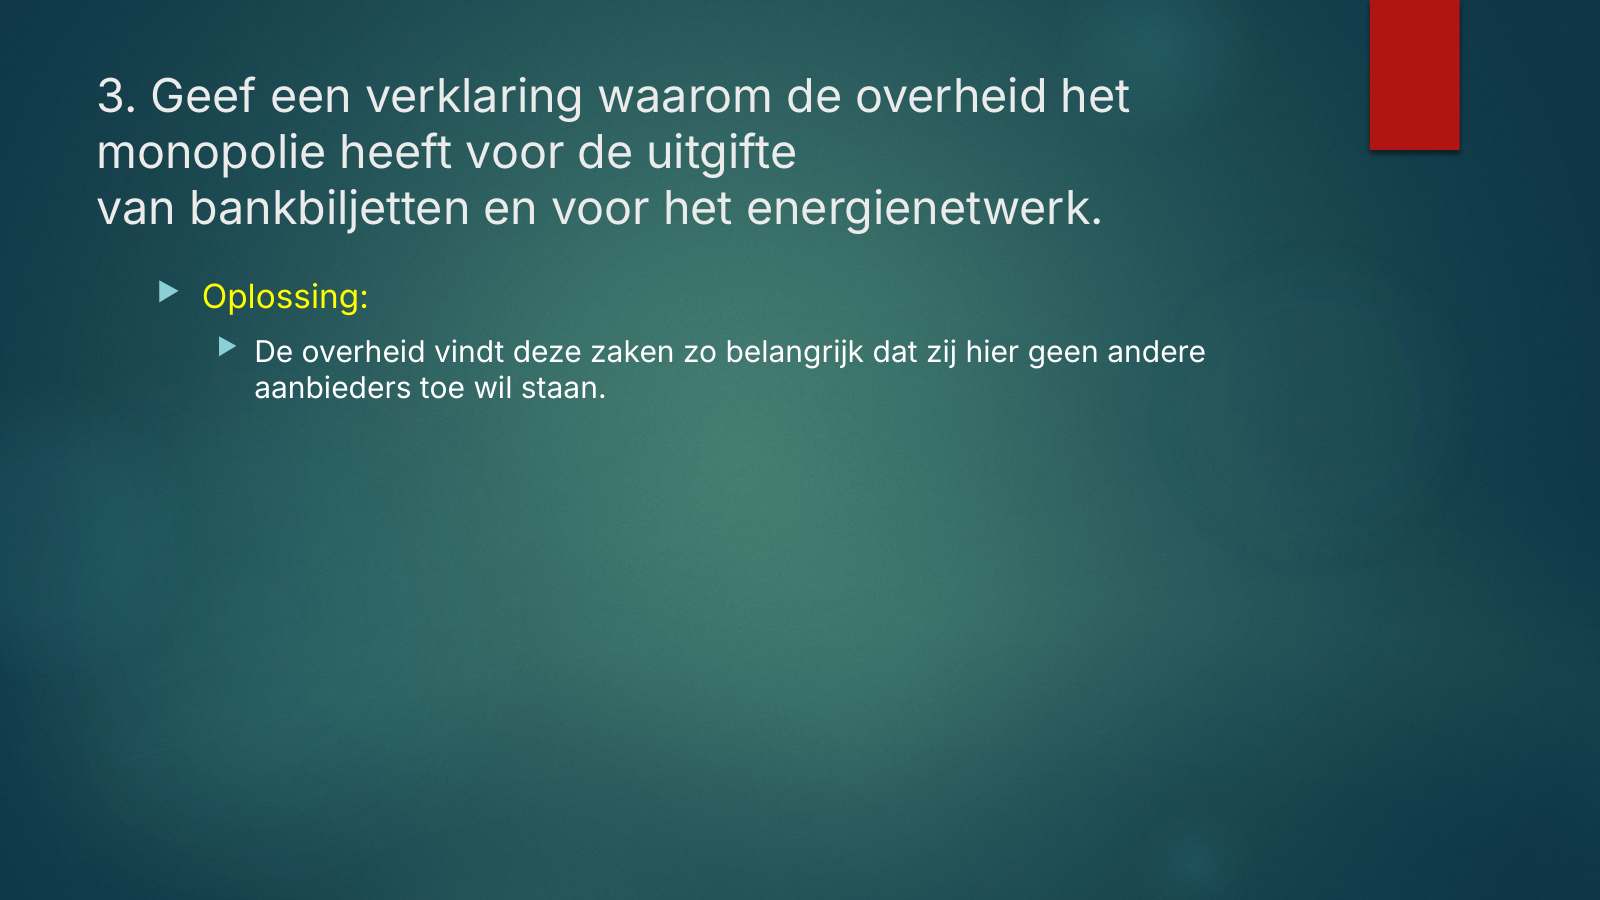 3. Geef een verklaring waarom de overheid het
monopolie heeft voor de uitgifte
van bankbiljetten en voor het energienetwerk.
Oplossing:
De overheid vindt deze zaken zo belangrijk dat zij hier geen andere
aanbieders toe wil staan.